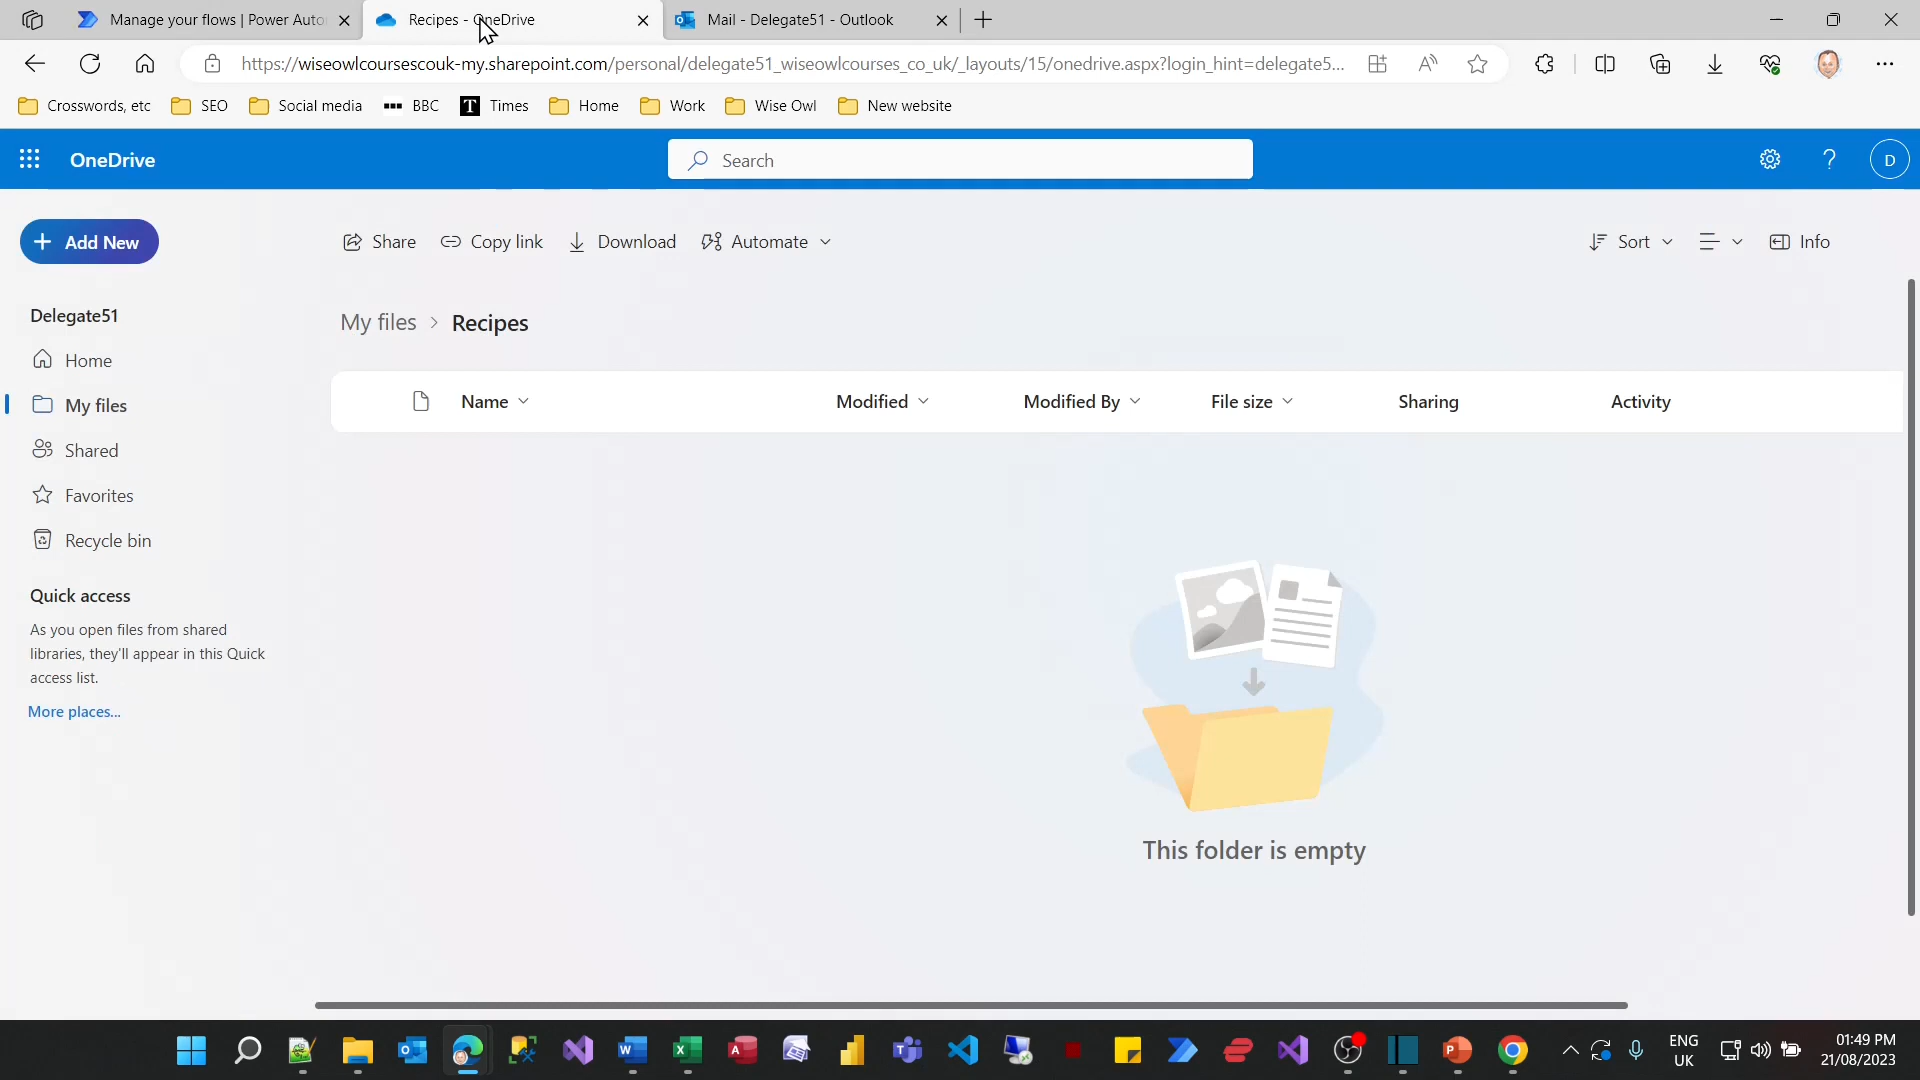 Manage your flows | Power Auto
Recipes - OneDrive
Mail - Delegate51 - Outlook
https://wiseowlcoursescouk-my.sharepoint.com/personal/delegate51_wiseowlcourses_co_uk/_layouts/15/onedrive.aspx?login_hint=delegate5...
Crosswords, etc
SEO
Social media
BBC
Times
Home
Work
Wise Owl
New website
OneDrive
Search
D
Add New
Share
Copy link
Download
Automate
Sort
Info
Delegate51
Home
My files
Shared
Favorites
Recycle bin
Quick access
As you open files from shared
libraries, they'll appear in this Quick
access list.
More places...
My files > Recipes
Name
Modified
Modified By
File size
Sharing
Activity
This folder is empty
ENG
UK
01:49 PM
21/08/2023